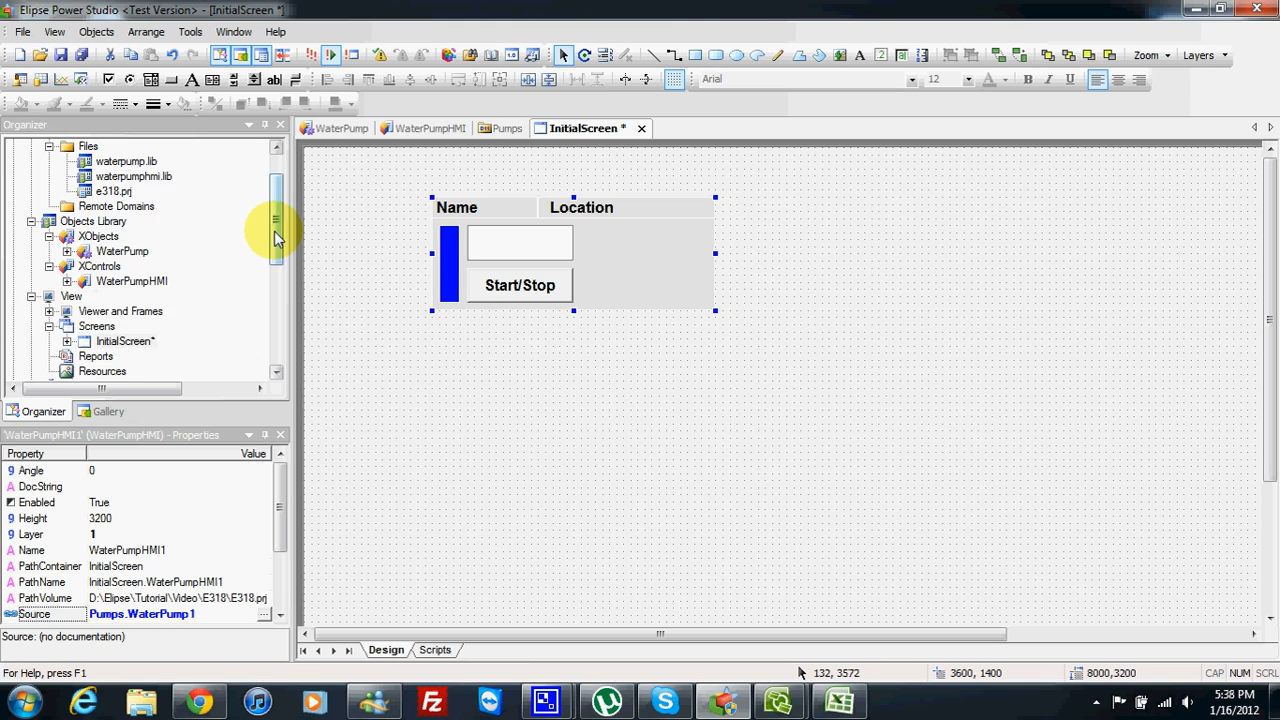 Elipse Power Studio <Test Version> - [InitialScreen *]
File View Objects Arrange Tools Window Help
Zoom Layers
Arial 12 A B I U
Organizer
WaterPump WaterPumpHMI Pumps InitialScreen *
Files
waterpump.lib
waterpumphmi.lib
e318.prj
Remote Domains
Objects Library
XObjects
WaterPump
XControls
WaterPumpHMI
View
Viewer and Frames
Screens
InitialScreen*
Reports
Resources
Organizer Gallery
Name Location
Start/Stop
'WaterPumpHMI1' (WaterPumpHMI) - Properties
Property Value
Angle 0
DocString
Enabled True
Height 3200
Layer 1
Name WaterPumpHMI1
PathContainer InitialScreen
PathName InitialScreen.WaterPumpHMI1
PathVolume D:\Elipse\Tutorial\Video\E318\E318.prj
Source Pumps.WaterPump1
Source: (no documentation)
Design Scripts
For Help, press F1
132, 3572 3600, 1400 8000,3200 CAP NUM SCRL
5:38 PM
1/16/2012